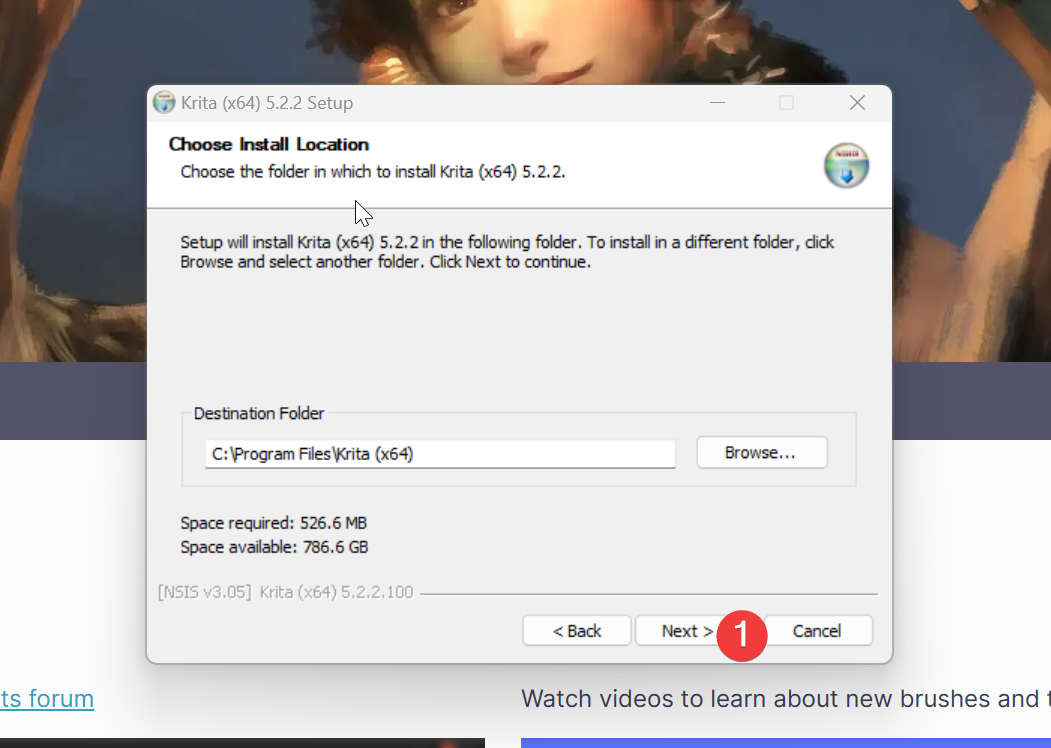 Krita (x64) 5.2.2 Setup
Choose Install Location
Choose the folder in which to install Krita (x64) 5.2.2.
NSIS
Setup will install Krita (x64) 5.2.2 in the following folder. To install in a different folder, click
Browse and select another folder. Click Next to continue.
Destination Folder
C:\Program Files\Krita (x64)
Browse...
Space required: 526.6 MB
Space available: 786.6 GB
[NSIS v3.05] Krita (x64) 5.2.2.100
< Back
Next >
1
Cancel
ts forum
Watch videos to learn about new brushes and t